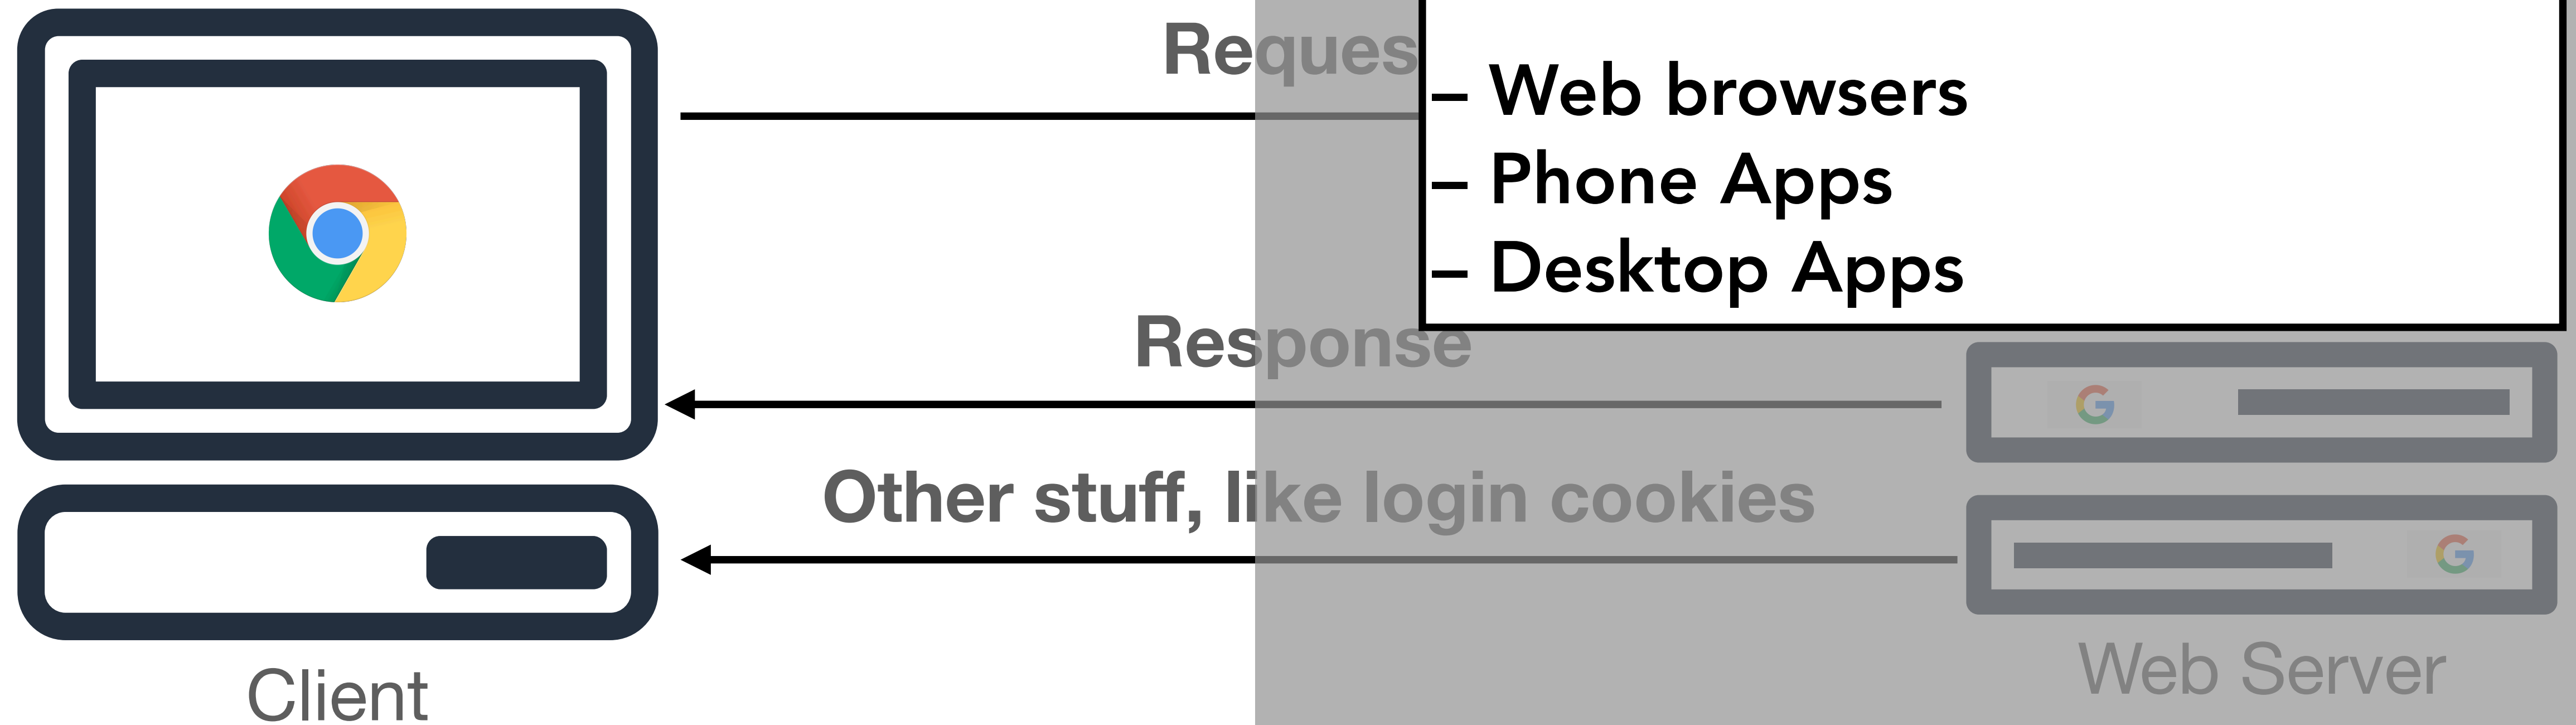 Reques
– Web browsers
– Phone Apps
– Desktop Apps
Response
Other stuff, like login cookies
Client
Web Server